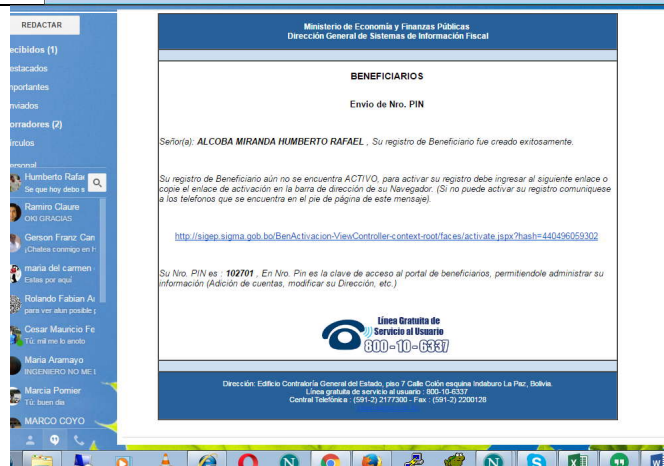 REDACTAR
ecibidos (1)
estacados
nportantes
nviados
orradores (2)
írculos
ersonal
Humberto Rafae
Se que hoy debo s
Ramiro Claure
OKI GRACIAS
Gerson Franz Can
¡Chatea conmigo en H
maria del carmen
Estas por aquí
Rolando Fabian Ar
para ver alun posible
Cesar Mauricio Fe
Tú: mil me lo anoto
Maria Aramayo
INGENIERO NO ME
Marcia Pomier
Tú: buen dia
MARCO COYO
Ministerio de Economía y Finanzas Públicas
Dirección General de Sistemas de Información Fiscal
BENEFICIARIOS
Envio de Nro. PIN
Señor(a): ALCOBA MIRANDA HUMBERTO RAFAEL , Su registro de Beneficiario fue creado exitosamente.
Su registro de Beneficiario aún no se encuentra ACTIVO, para activar su registro debe ingresar al siguiente enlace o
copie el enlace de activación en la barra de dirección de su Navegador. (Si no puede activar su registro comuniquese
a los telefonos que se encuentra en el pie de página de este mensaje).
http://sigep.sigma.gob.bo/BenActivacion-ViewController-context-root/faces/activate.jspx?hash=440496059302
Su Nro. PIN es : 102701 , En Nro. Pin es la clave de acceso al portal de beneficiarios, permitiendole administrar su
información (Adición de cuentas, modificar su Dirección, etc.)
Línea Gratuita de
Servicio al Usuario
800-10-6337
Dirección: Edificio Contraloría General del Estado, piso 7 Calle Colón esquina Indaburo La Paz, Bolivia.
Línea gratuita de servicio al usuario : 800-10-6337
Central Telefónica : (591-2) 2177300 - Fax : (591-2) 2200128